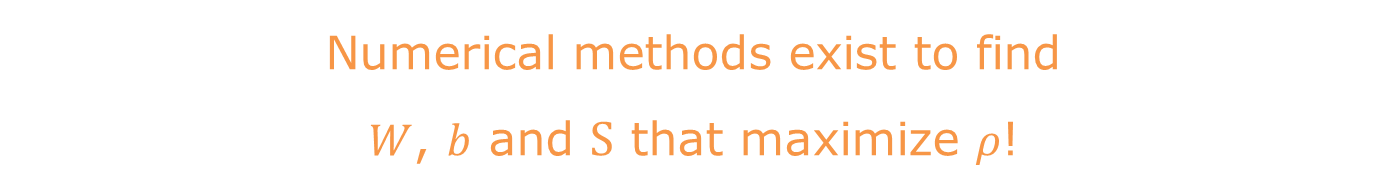 Numerical methods exist to find
𝑊, 𝑏 and S that maximize 𝜌!